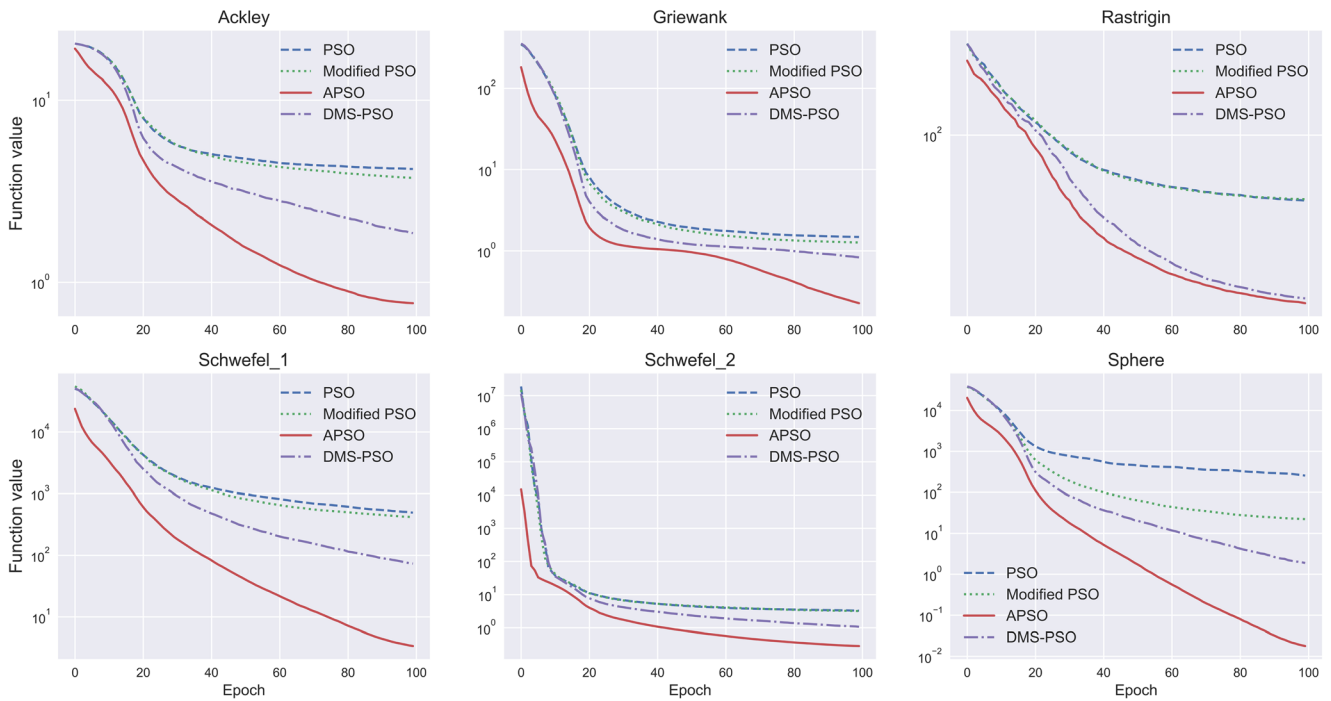 Ackley
Function value
10^1
10^0
0 20 40 60 80 100
PSO
Modified PSO
APSO
DMS-PSO
Griewank
10^2
10^1
10^0
0 20 40 60 80 100
PSO
Modified PSO
APSO
DMS-PSO
Rastrigin
10^2
0 20 40 60 80 100
PSO
Modified PSO
APSO
DMS-PSO
Schwefel_1
Function value
10^4
10^3
10^2
10^1
0 20 40 60 80 100
Epoch
PSO
Modified PSO
APSO
DMS-PSO
Schwefel_2
10^7
10^6
10^5
10^4
10^3
10^2
10^1
10^0
0 20 40 60 80 100
Epoch
PSO
Modified PSO
APSO
DMS-PSO
Sphere
10^4
10^3
10^2
10^1
10^0
10^−1
10^−2
0 20 40 60 80 100
Epoch
PSO
Modified PSO
APSO
DMS-PSO